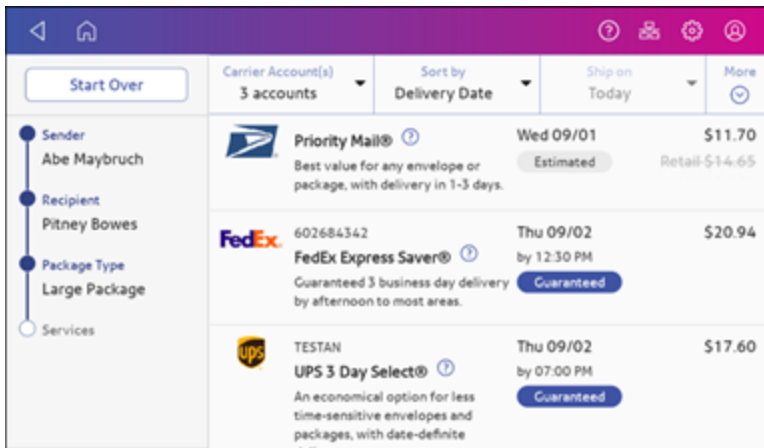 Start Over
Sender
Abe Maybruch
Recipient
Pitney Bowes
Package Type
Large Package
Services
Carrier Account(s)
3 accounts
Sort by
Delivery Date
Ship on
Today
More
Priority Mail®
Best value for any envelope or
package, with delivery in 1-3 days.
Wed 09/01
Estimated
$11.70
Retail $14.65
FedEx.
602684342
FedEx Express Saver®
Guaranteed 3 business day delivery
by afternoon to most areas.
Thu 09/02
by 12:30 PM
Guaranteed
$20.94
ups
TESTAN
UPS 3 Day Select®
An economical option for less
time-sensitive envelopes and
packages, with date-definite
Thu 09/02
by 07:00 PM
Guaranteed
$17.60